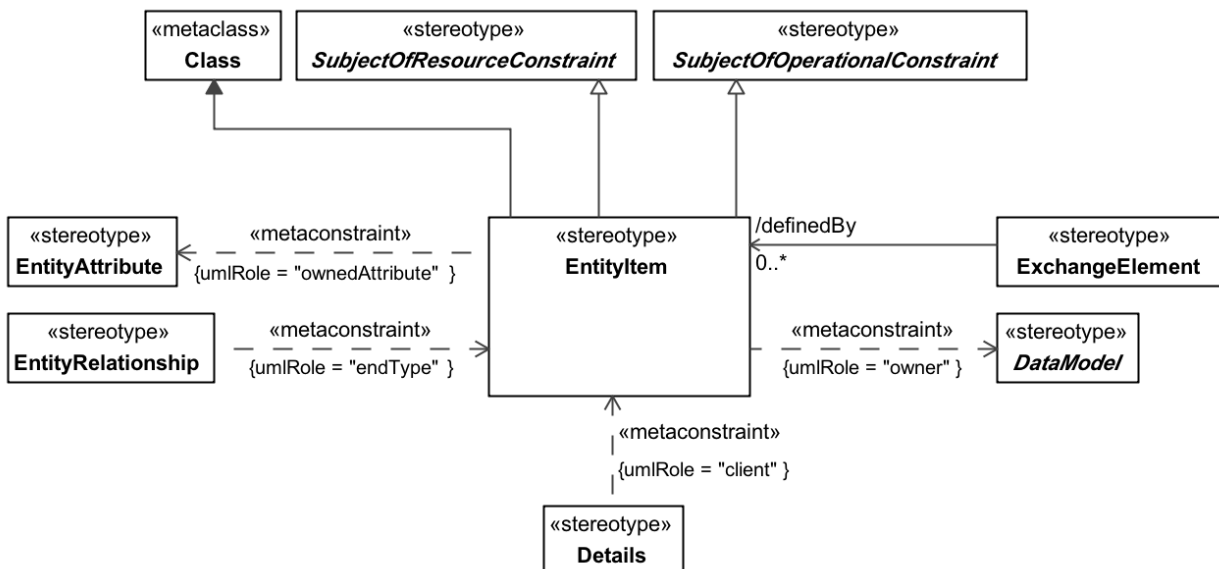 «metaclass»
Class
«stereotype»
SubjectOfResourceConstraint
«stereotype»
SubjectOfOperationalConstraint
«stereotype»
EntityAttribute
«metaconstraint»
{umlRole = "ownedAttribute" }
«stereotype»
EntityItem
/definedBy
0..*
«stereotype»
ExchangeElement
«stereotype»
EntityRelationship
«metaconstraint»
{umlRole = "endType" }
«metaconstraint»
{umlRole = "owner" }
«stereotype»
DataModel
«metaconstraint»
{umlRole = "client" }
«stereotype»
Details